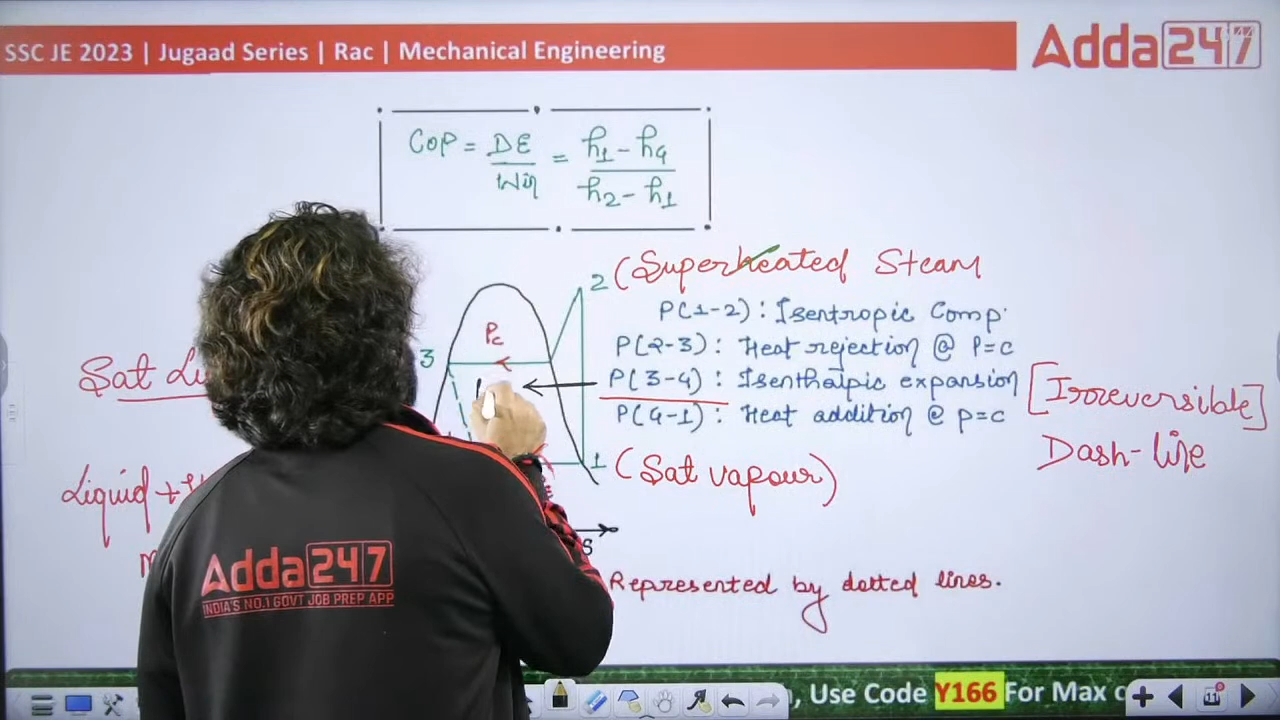 SSC JE 2023 | Jugaad Series | Rac | Mechanical Engineering
Adda247
COP = DE / Win = h1 - h4 / h2 - h1
2 (Superheated Steam
P(1-2) : Isentropic Comp.
Pc
3
P(2-3) : Heat rejection @ P=c
P(3-4) : Isenthalpic expansion [Irreversible]
Sat
P(4-1) : Heat addition @ p=c
Dash-line
1 (Sat vapour)
Liquid +
S
Represented by dotted lines.
Adda247
INDIA'S NO.1 GOVT JOB PREP APP
, Use Code Y166 For Max
11